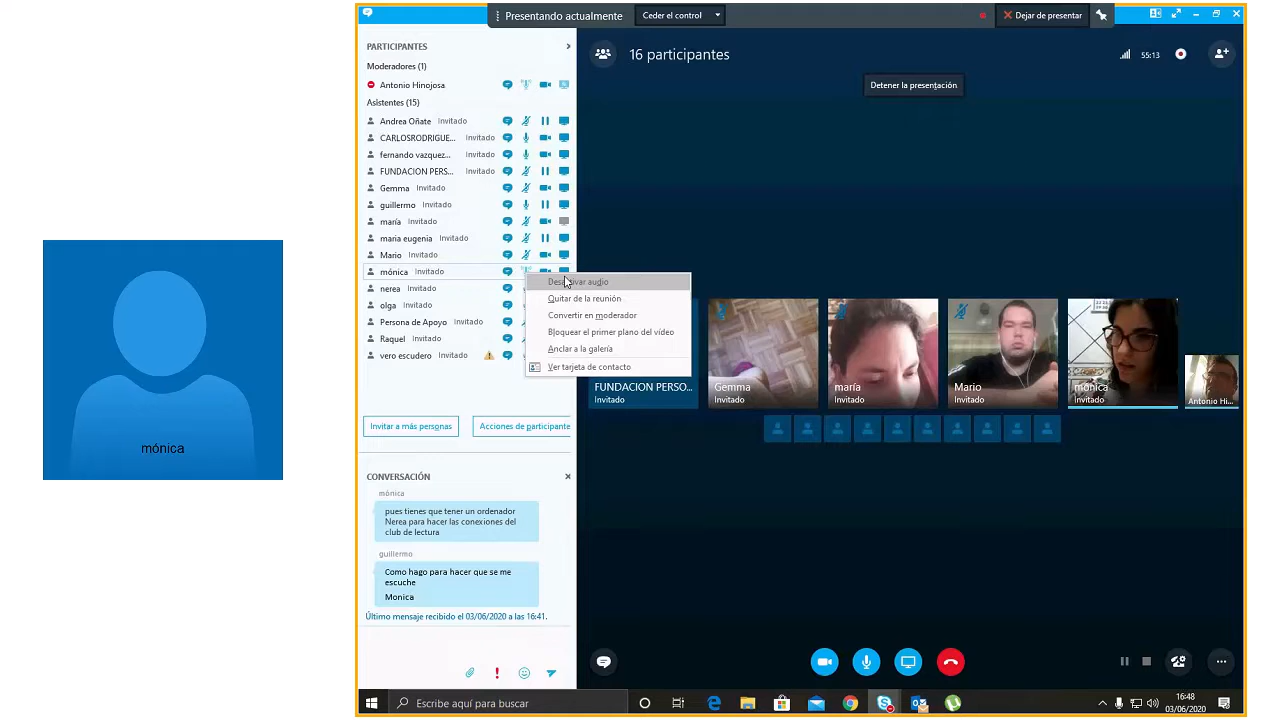 Presentando actualmente
Ceder el control
Dejar de presentar
PARTICIPANTES
16 participantes
55:13
Detener la presentación
Moderadores (1)
Antonio Hinojosa
Asistentes (15)
Andrea Oñate Invitado
CARLOSRODRIGUE... Invitado
fernando vazquez... Invitado
FUNDACION PERS... Invitado
Gemma Invitado
guillermo Invitado
maría Invitado
maria eugenia Invitado
Mario Invitado
mónica Invitado
nerea Invitado
olga Invitado
Persona de Apoyo Invitado
Raquel Invitado
vero escudero Invitado
Quitar de la reunión
Convertir en moderador
Bloquear el primer plano del vídeo
Anclar a la galería
Ver tarjeta de contacto
FUNDACION PERSO...
Invitado
Gemma
Invitado
maría
Invitado
Mario
Invitado
mónica
Invitado
Antonio Hi...
Invitar a más personas
Acciones de participante
mónica
CONVERSACIÓN
mónica
pues tienes que tener un ordenador
Nerea para hacer las conexiones del
club de lectura
guillermo
Como hago para hacer que se me
escuche
Monica
Último mensaje recibido el 03/06/2020 a las 16:41.
Escribe aquí para buscar
16:48
03/06/2020